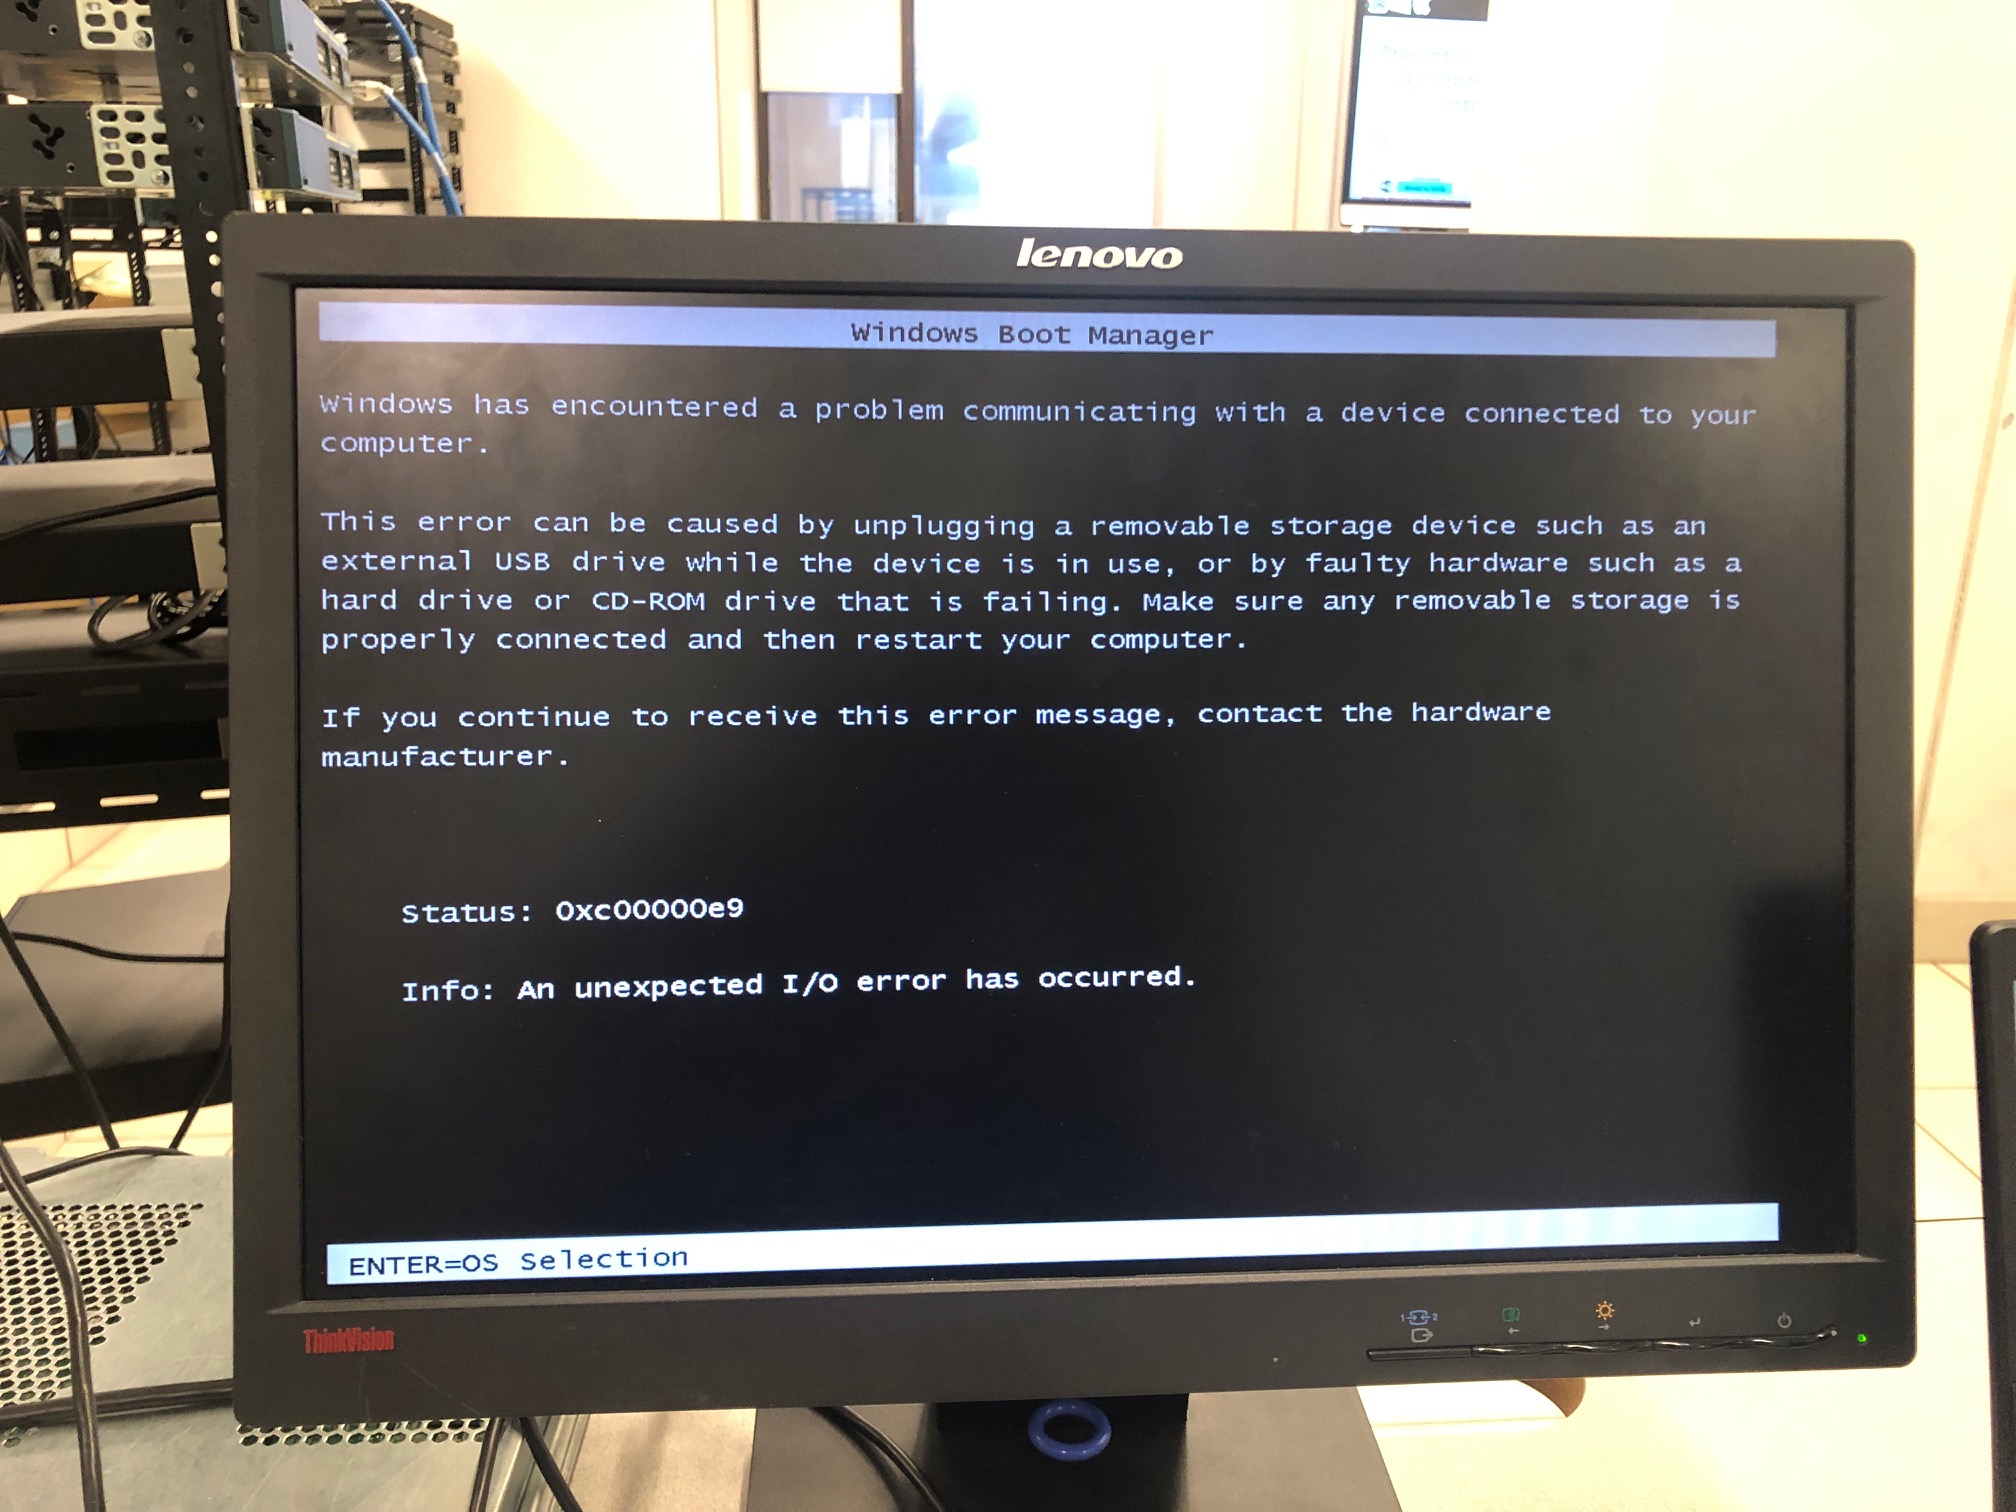 lenovo
Windows Boot Manager
Windows has encountered a problem communicating with a device connected to your
computer.
This error can be caused by unplugging a removable storage device such as an
external USB drive while the device is in use, or by faulty hardware such as a
hard drive or CD-ROM drive that is failing. Make sure any removable storage is
properly connected and then restart your computer.
If you continue to receive this error message, contact the hardware
manufacturer.
Status: 0xc00000e9
Info: An unexpected I/O error has occurred.
ENTER=OS Selection
ThinkVision